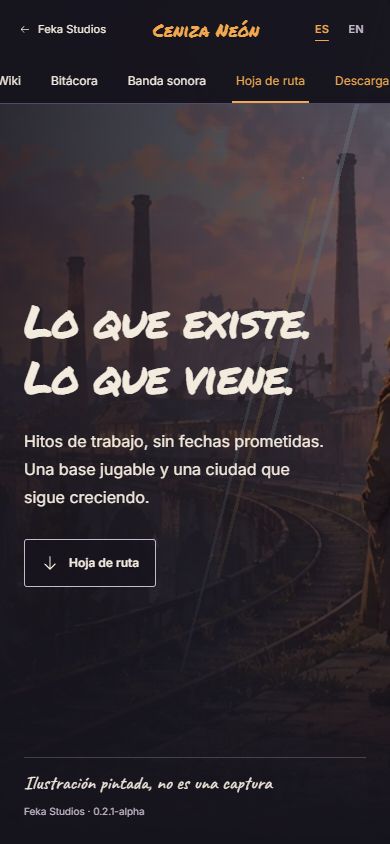 ← Feka Studios
Ceniza Neón
ES EN
Wiki Bitácora Banda sonora Hoja de ruta Descarga
Lo que existe.
Lo que viene.
Hitos de trabajo, sin fechas prometidas.
Una base jugable y una ciudad que
sigue creciendo.
↓ Hoja de ruta
Ilustración pintada, no es una captura
Feka Studios · 0.2.1-alpha